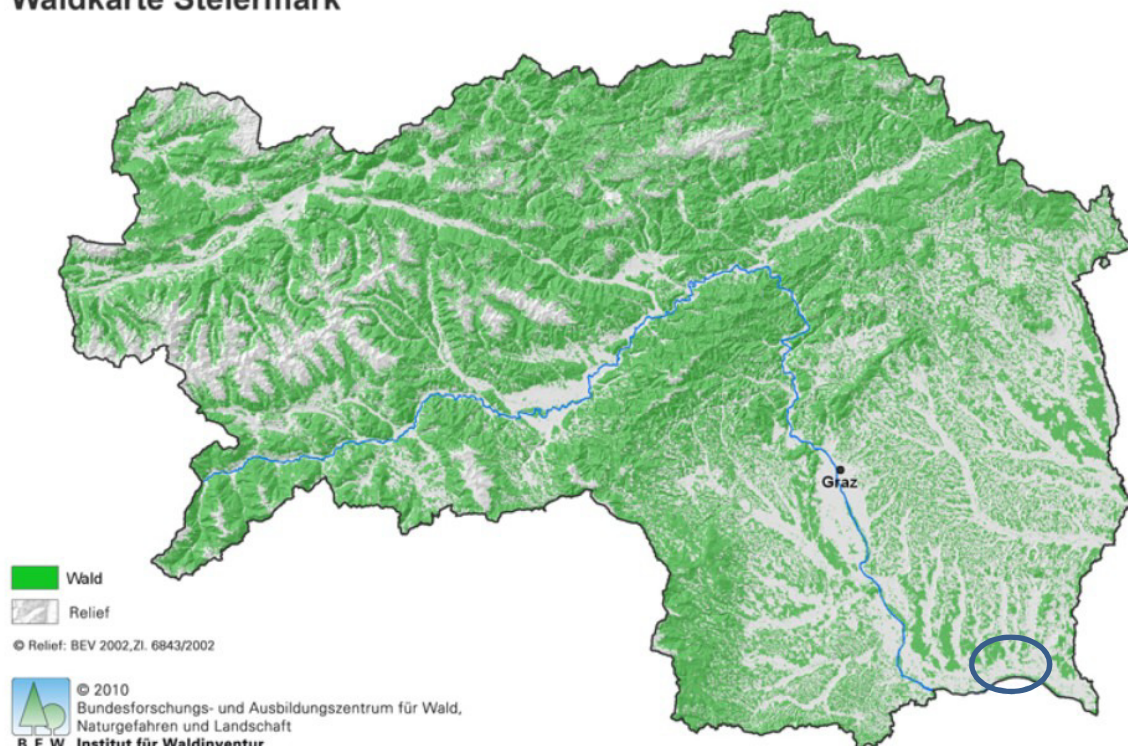 Waldkarte Steiermark
Graz
Wald
Relief
© Relief: BEV 2002,Zl. 6843/2002
© 2010
Bundesforschungs- und Ausbildungszentrum für Wald,
Naturgefahren und Landschaft
B F W Institut für Waldinventur